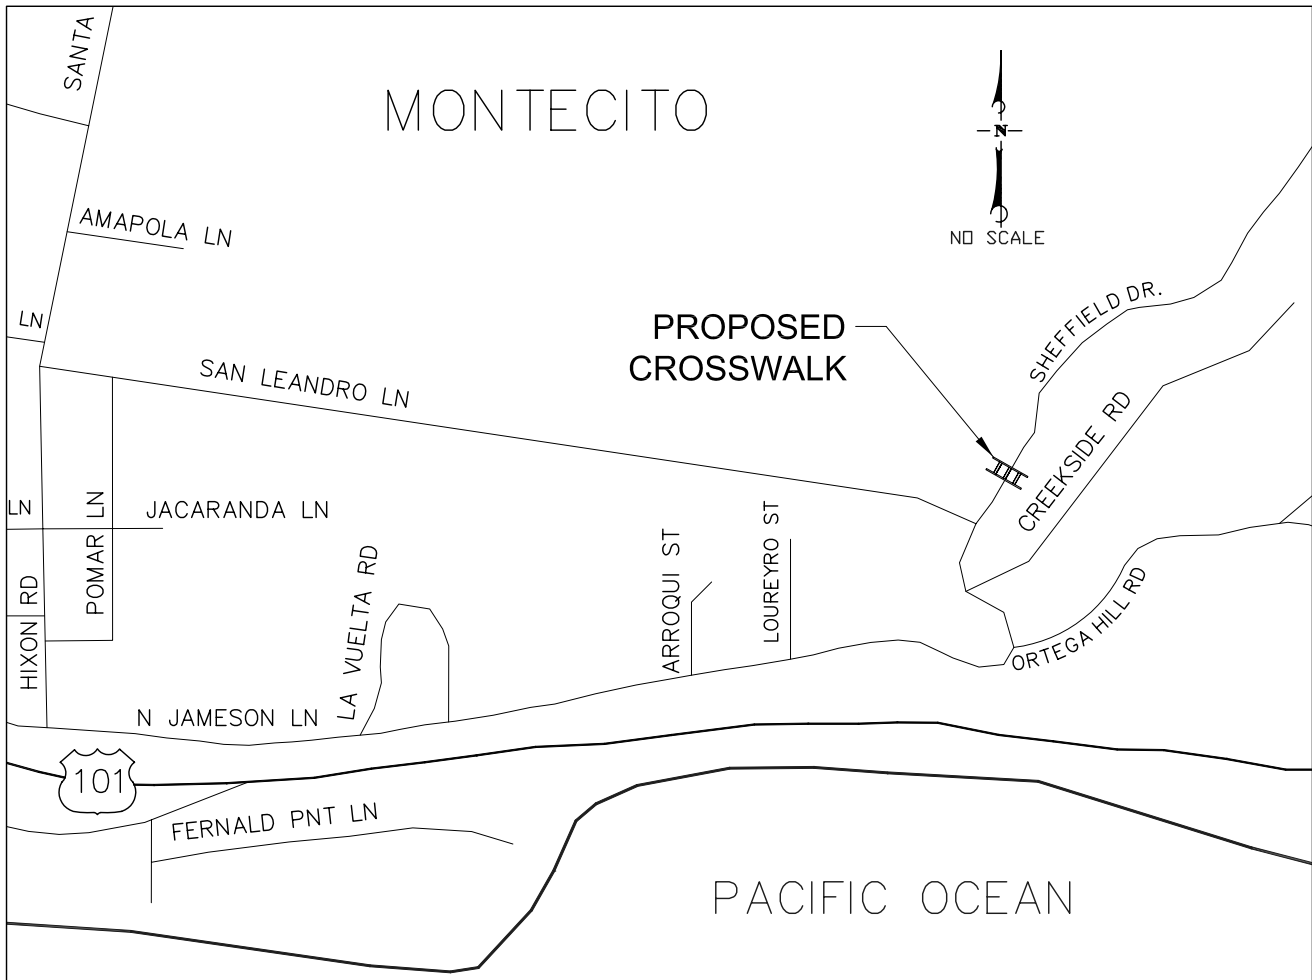 SANTA
MONTECITO
N
NO SCALE
AMAPOLA LN
SHEFFIELD DR.
LN
PROPOSED
CROSSWALK
SAN LEANDRO LN
CREEKSIDE RD
LN
POMAR LN
JACARANDA LN
ARROQUI ST
LOUREYRO ST
HIXON RD
LA VUELTA RD
ORTEGA HILL RD
N JAMESON LN
101
FERNALD PNT LN
PACIFIC OCEAN